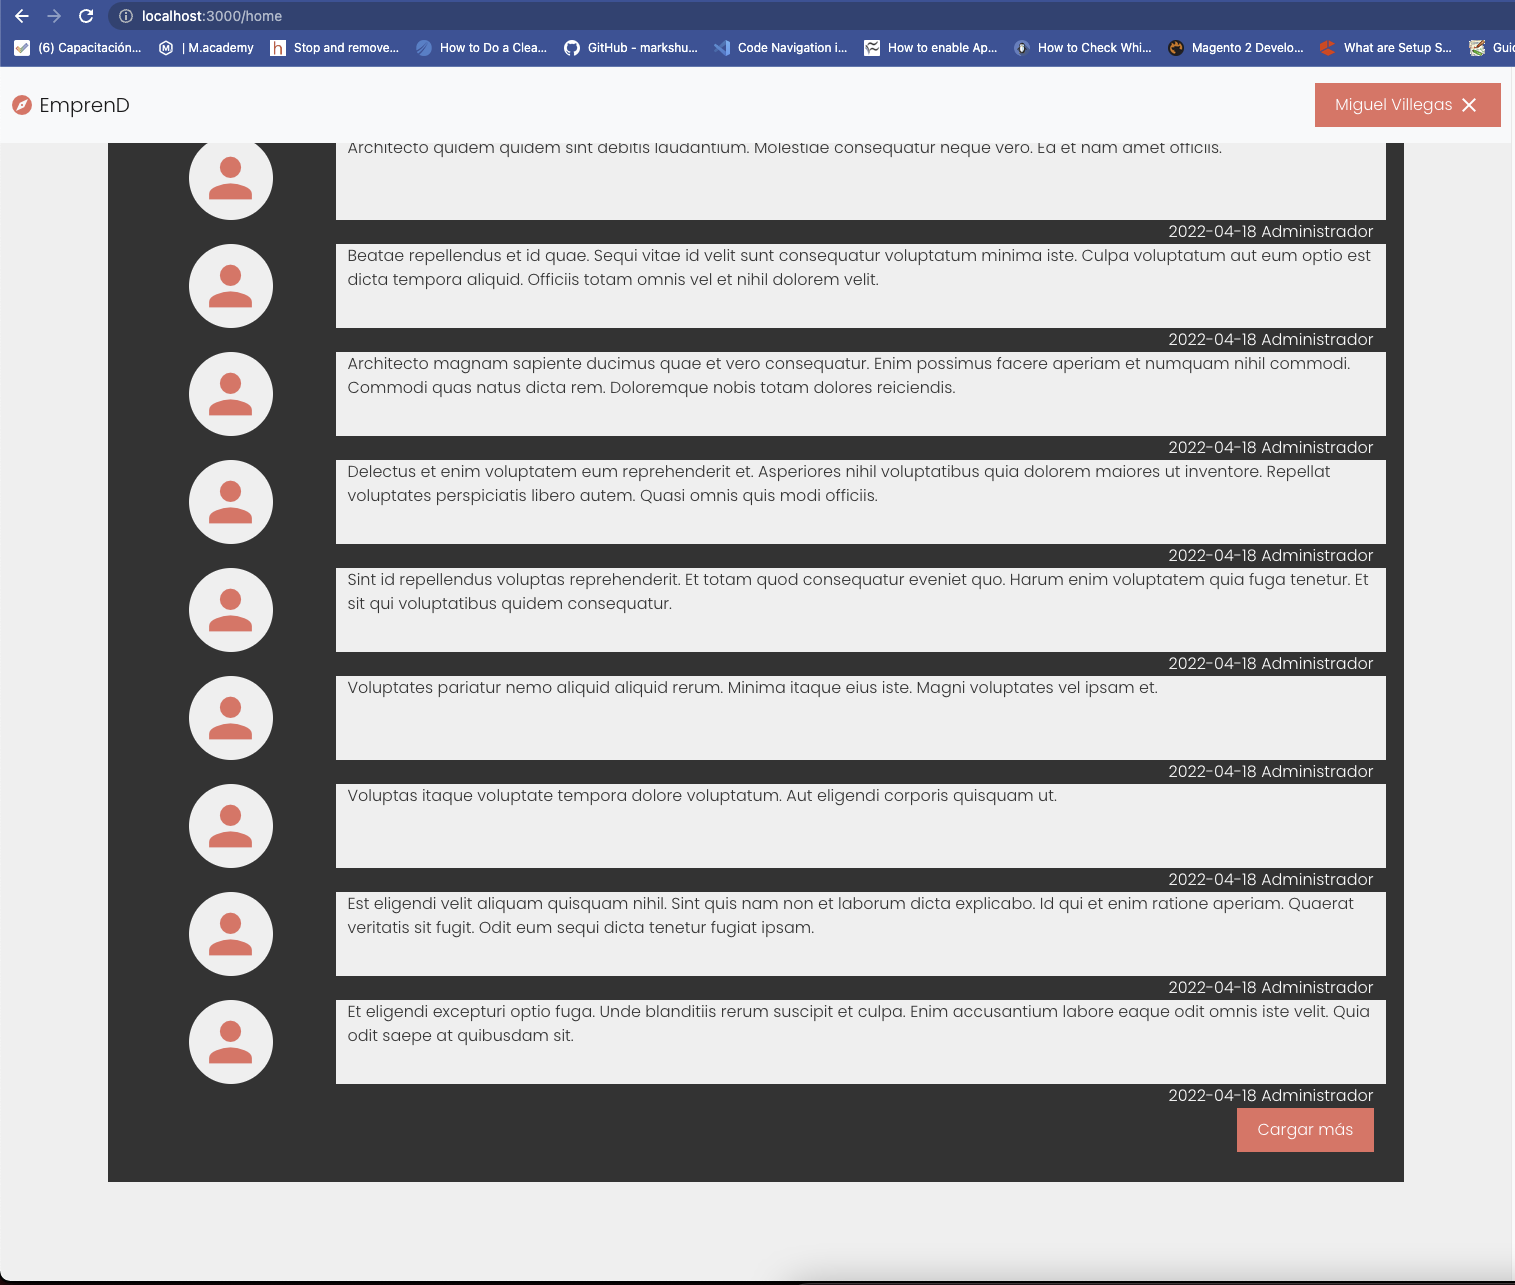 localhost:3000/home
(6) Capacitación...
| M.academy
Stop and remove...
How to Do a Clea...
GitHub - markshu...
Code Navigation i...
How to enable Ap...
How to Check Whi...
Magento 2 Develo...
What are Setup S...
Guid
EmprenD
Miguel Villegas
Architecto quidem quidem sint debitis laudantium. Molestiae consequatur neque vero. Ea et nam amet officiis.
2022-04-18 Administrador
Beatae repellendus et id quae. Sequi vitae id velit sunt consequatur voluptatum minima iste. Culpa voluptatum aut eum optio est
dicta tempora aliquid. Officiis totam omnis vel et nihil dolorem velit.
2022-04-18 Administrador
Architecto magnam sapiente ducimus quae et vero consequatur. Enim possimus facere aperiam et numquam nihil commodi.
Commodi quas natus dicta rem. Doloremque nobis totam dolores reiciendis.
2022-04-18 Administrador
Delectus et enim voluptatem eum reprehenderit et. Asperiores nihil voluptatibus quia dolorem maiores ut inventore. Repellat
voluptates perspiciatis libero autem. Quasi omnis quis modi officiis.
2022-04-18 Administrador
Sint id repellendus voluptas reprehenderit. Et totam quod consequatur eveniet quo. Harum enim voluptatem quia fuga tenetur. Et
sit qui voluptatibus quidem consequatur.
2022-04-18 Administrador
Voluptates pariatur nemo aliquid aliquid rerum. Minima itaque eius iste. Magni voluptates vel ipsam et.
2022-04-18 Administrador
Voluptas itaque voluptate tempora dolore voluptatum. Aut eligendi corporis quisquam ut.
2022-04-18 Administrador
Est eligendi velit aliquam quisquam nihil. Sint quis nam non et laborum dicta explicabo. Id qui et enim ratione aperiam. Quaerat
veritatis sit fugit. Odit eum sequi dicta tenetur fugiat ipsam.
2022-04-18 Administrador
Et eligendi excepturi optio fuga. Unde blanditiis rerum suscipit et culpa. Enim accusantium labore eaque odit omnis iste velit. Quia
odit saepe at quibusdam sit.
2022-04-18 Administrador
Cargar más